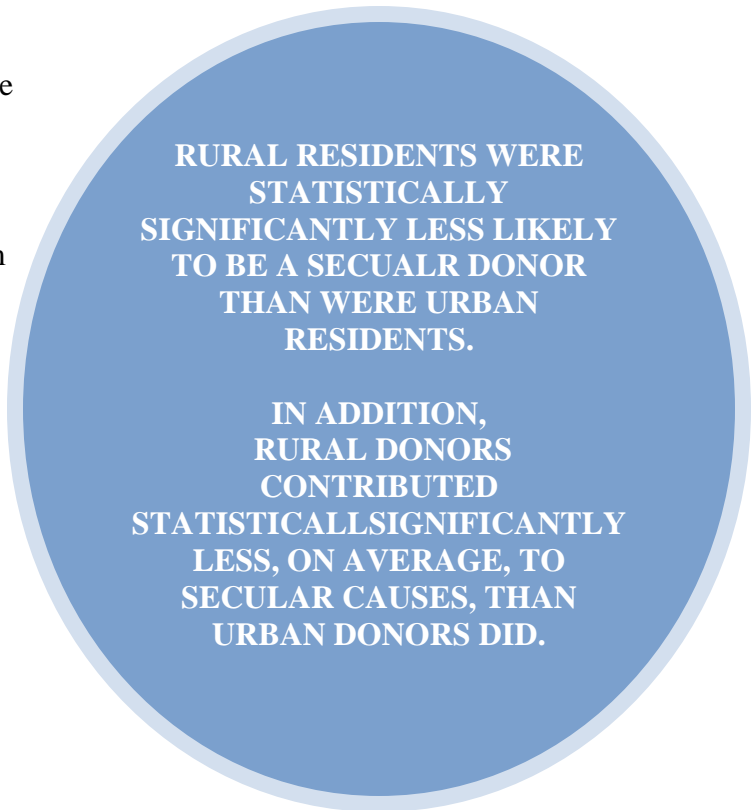 e
n
RURAL RESIDENTS WERE
STATISTICALLY
SIGNIFICANTLY LESS LIKELY
TO BE A SECUALR DONOR
THAN WERE URBAN
RESIDENTS.
IN ADDITION,
RURAL DONORS
CONTRIBUTED
STATISTICALLSIGNIFICANTLY
LESS, ON AVERAGE, TO
SECULAR CAUSES, THAN
URBAN DONORS DID.